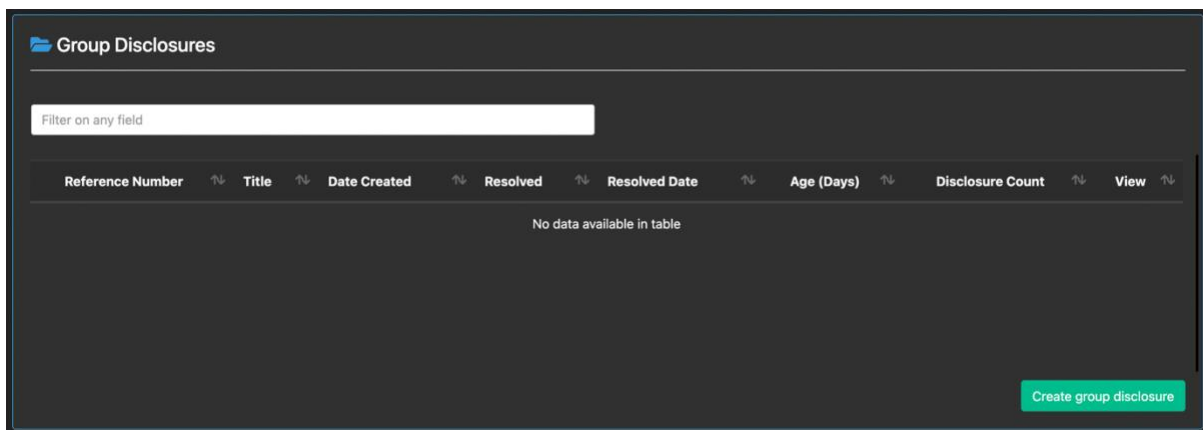 Group Disclosures
Filter on any field
Reference Number Title Date Created Resolved Resolved Date Age (Days) Disclosure Count View
No data available in table
Create group disclosure